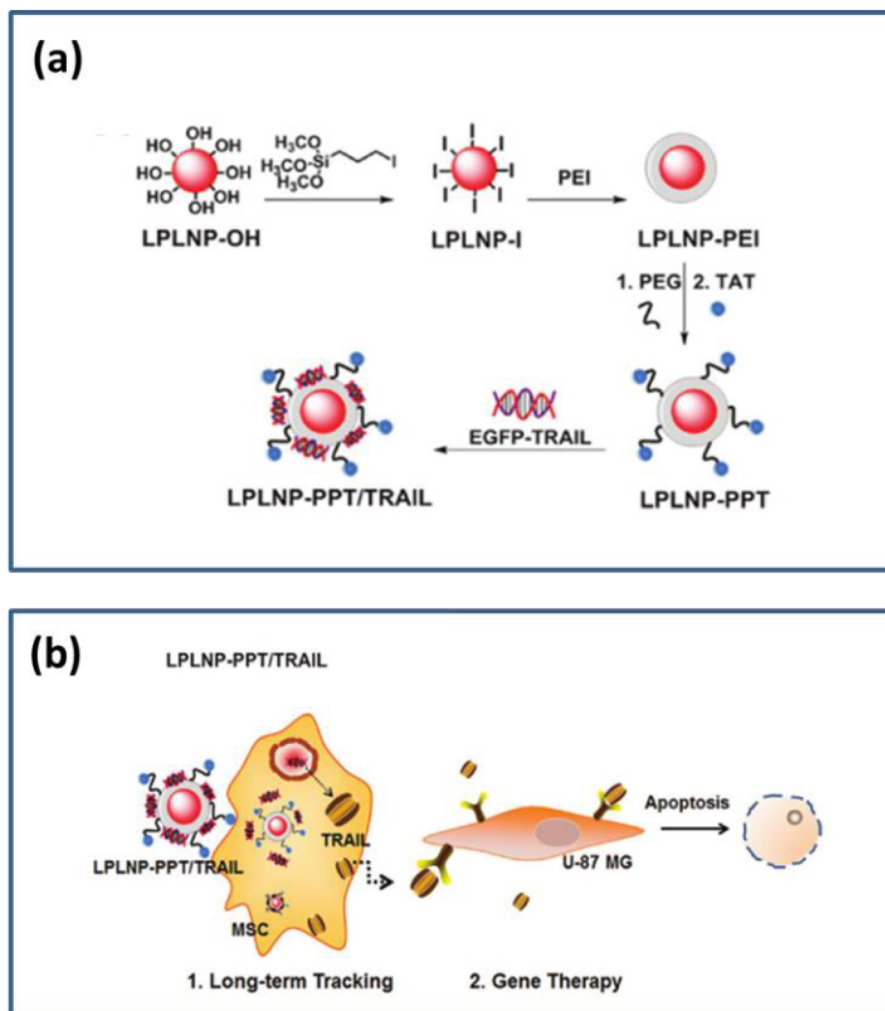 (a)
OH
HO OH
HO OH
HO OH
HO OH
OH
H₃CO
H₃CO-Si I
H₃CO
I
I I
I I
I I
I
PEI
LPLNP-OH
LPLNP-I
LPLNP-PEI
1. PEG 2. TAT
EGFP-TRAIL
LPLNP-PPT/TRAIL
LPLNP-PPT
(b)
LPLNP-PPT/TRAIL
TRAIL
LPLNP-PPT/TRAIL
MSC
U-87 MG
Apoptosis
1. Long-term Tracking
2. Gene Therapy